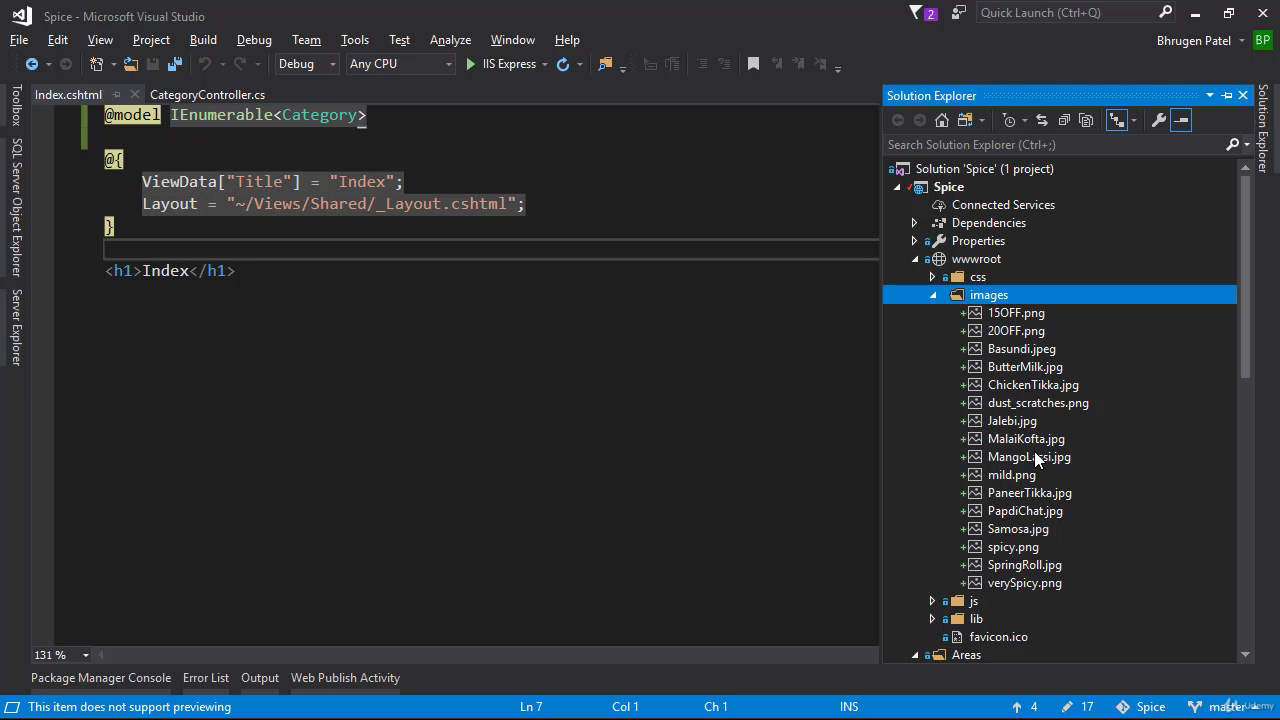 Spice - Microsoft Visual Studio
2
Quick Launch (Ctrl+Q)
File Edit View Project Build Debug Team Tools Test Analyze Window Help
Bhrugen Patel
BP
Debug
Any CPU
IIS Express
Index.cshtml
CategoryController.cs
Toolbox
SQL Server Object Explorer
Server Explorer
@model IEnumerable<Category>
@{
ViewData["Title"] = "Index";
Layout = "~/Views/Shared/_Layout.cshtml";
}
<h1>Index</h1>
131 %
Solution Explorer
Search Solution Explorer (Ctrl+;)
Solution 'Spice' (1 project)
Spice
Connected Services
Dependencies
Properties
wwwroot
css
images
15OFF.png
20OFF.png
Basundi.jpeg
ButterMilk.jpg
ChickenTikka.jpg
dust_scratches.png
Jalebi.jpg
MalaiKofta.jpg
MangoLassi.jpg
mild.png
PaneerTikka.jpg
PapdiChat.jpg
Samosa.jpg
spicy.png
SpringRoll.jpg
verySpicy.png
js
lib
favicon.ico
Areas
Solution Explorer
Package Manager Console Error List Output Web Publish Activity
This item does not support previewing
Ln 7
Col 1
Ch 1
INS
4
17
Spice
master
Udemy